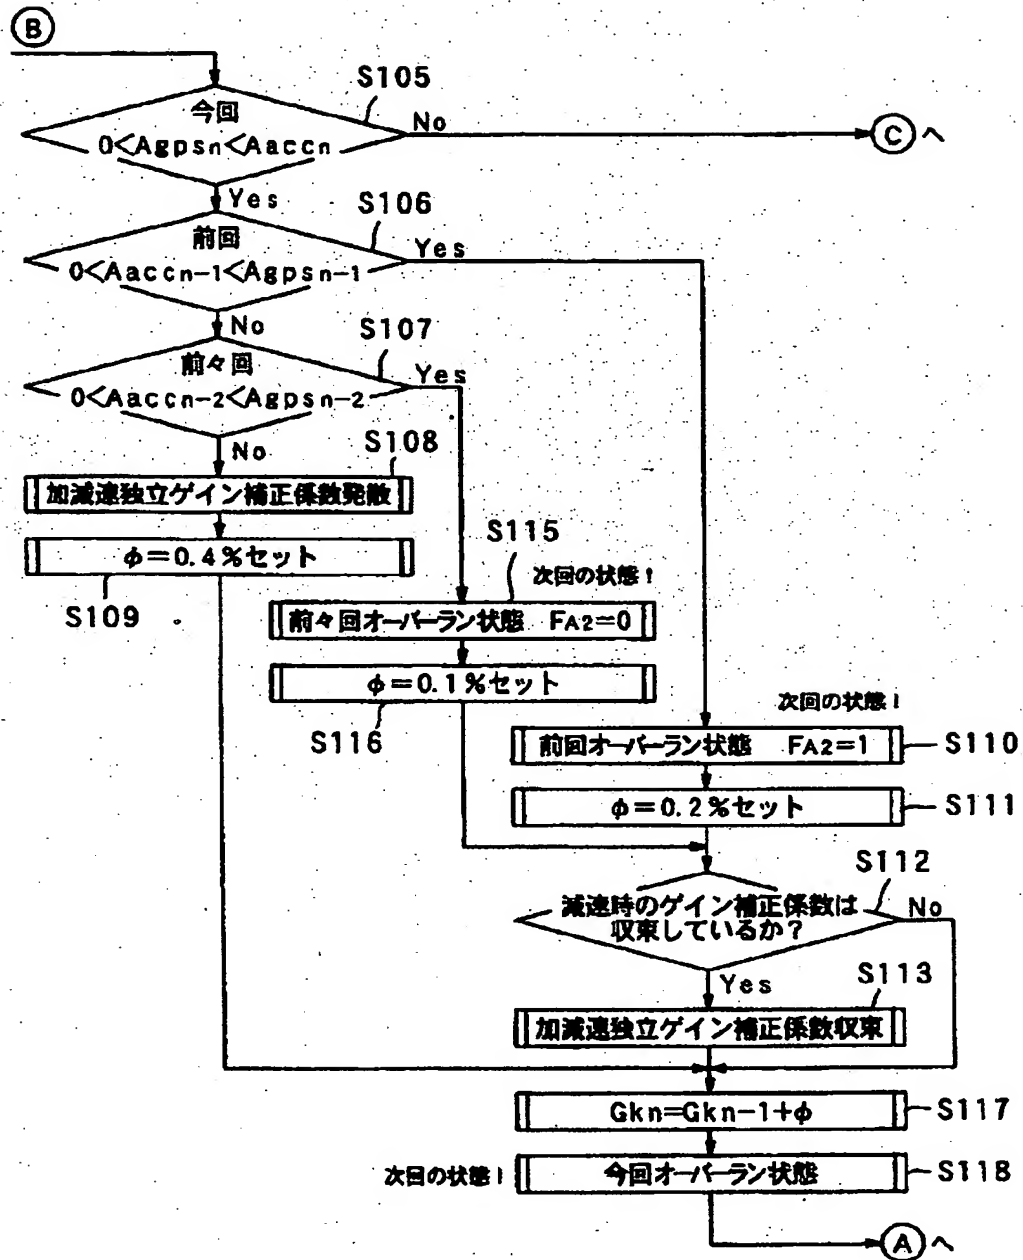 B
S105
今回
0<Agpsn<Aaccn
No
C へ
Yes
S106
前回
0<Aaccn-1<Agpsn-1
Yes
No
S107
前々回
0<Aaccn-2<Agpsn-2
Yes
No
S108
加減速独立ゲイン補正係数発散
φ=0.4%セット
S109
S115
次回の状態!
前々回オーバーラン状態 FA2=0
φ=0.1%セット
S116
次回の状態!
前回オーバーラン状態 FA2=1
S110
φ=0.2%セット
S111
S112
減速時のゲイン補正係数は
収束しているか?
No
Yes
S113
加減速独立ゲイン補正係数収束
Gkn=Gkn-1+φ
S117
次回の状態!
今回オーバーラン状態
S118
A へ